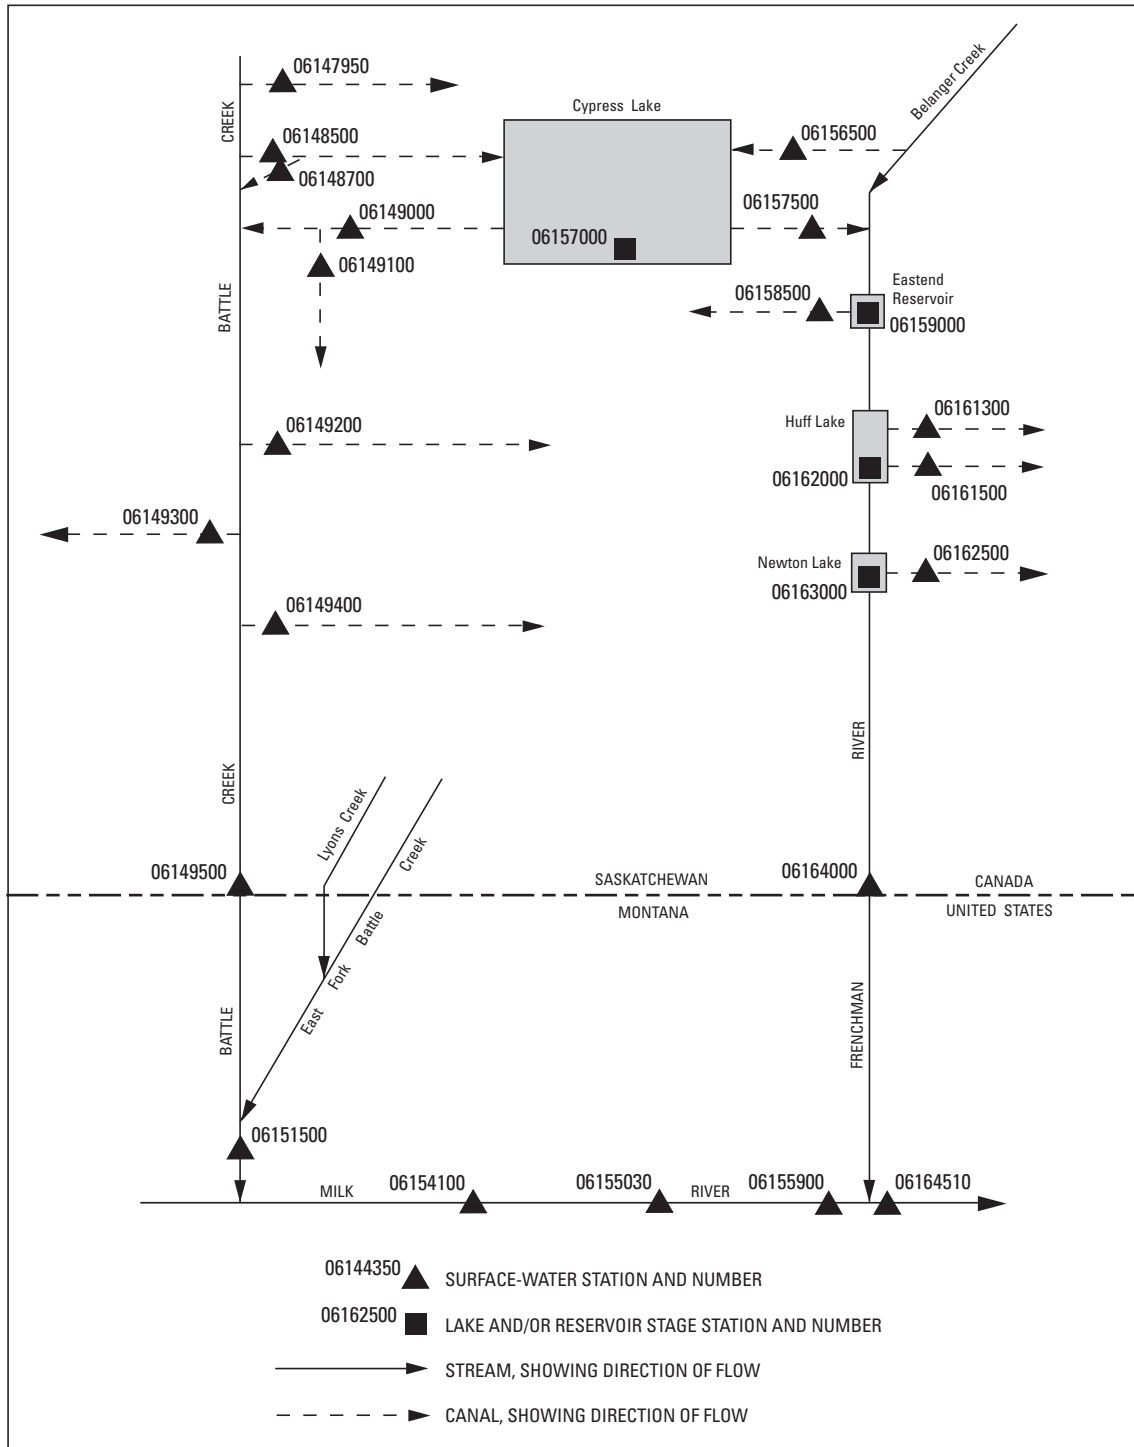 06147950
CREEK
Cypress Lake
Belanger Creek
06148500
06156500
06148700
06149000
06157500
06157000
06149100
BATTLE
06158500
Eastend
Reservoir
06159000
06149200
Huff Lake
06161300
06162000
06161500
06149300
Newton Lake
06162500
06163000
06149400
RIVER
CREEK
Lyons Creek
06149500
06164000
SASKATCHEWAN
CANADA
MONTANA
UNITED STATES
East Fork Battle Creek
BATTLE
FRENCHMAN
06151500
MILK
06154100
06155030
RIVER
06155900
06164510
06144350 SURFACE-WATER STATION AND NUMBER
06162500 LAKE AND/OR RESERVOIR STAGE STATION AND NUMBER
STREAM, SHOWING DIRECTION OF FLOW
CANAL, SHOWING DIRECTION OF FLOW